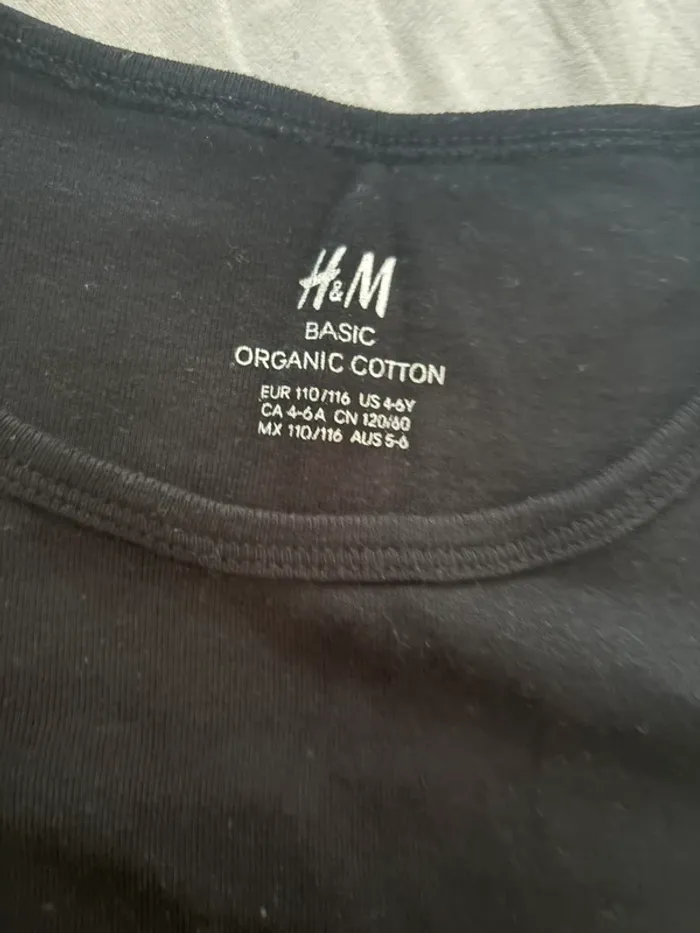 H&M
BASIC
ORGANIC COTTON
EUR 110/116 US 4-6Y
CA 4-6A CN 120/60
MX 110/116 AUS 5-6